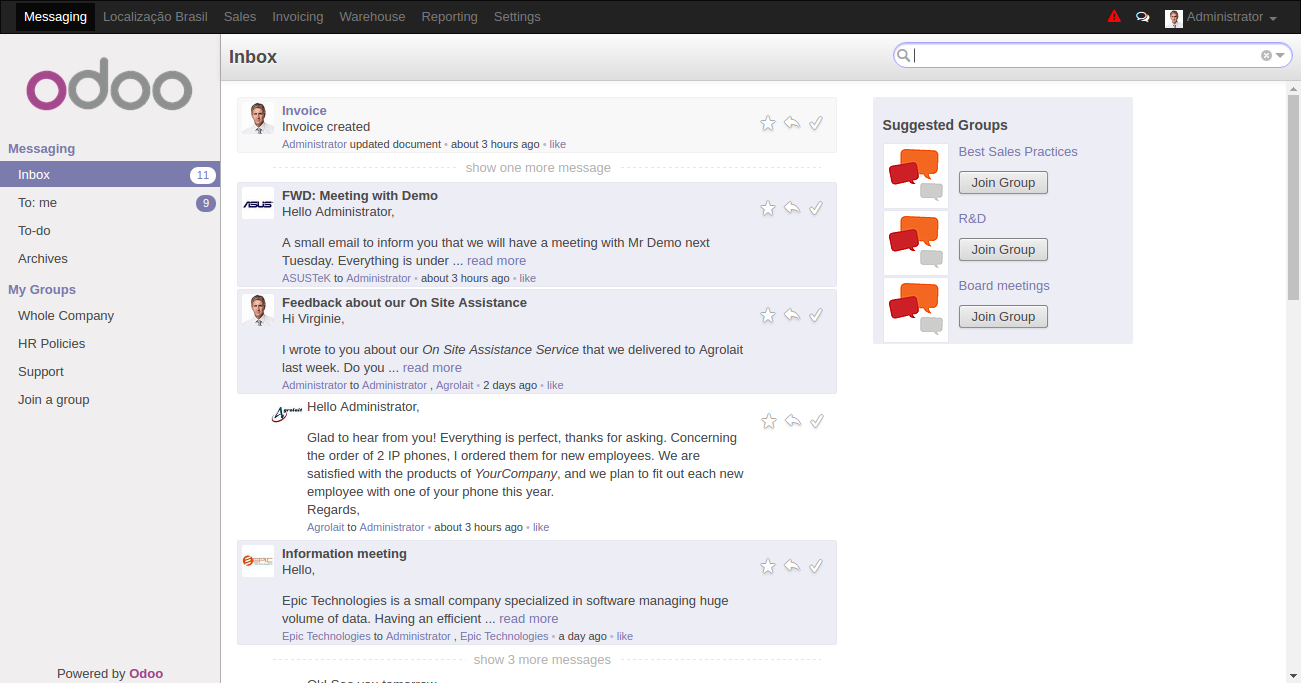 Messaging Localização Brasil Sales Invoicing Warehouse Reporting Settings Administrator
odoo
Inbox
Messaging
Inbox 11
To: me 9
To-do
Archives
My Groups
Whole Company
HR Policies
Support
Join a group
Powered by Odoo
Invoice
Invoice created
Administrator updated document • about 3 hours ago • like
show one more message
ASUS
FWD: Meeting with Demo
Hello Administrator,
A small email to inform you that we will have a meeting with Mr Demo next
Tuesday. Everything is under ... read more
ASUSTeK to Administrator • about 3 hours ago • like
Feedback about our On Site Assistance
Hi Virginie,
I wrote to you about our On Site Assistance Service that we delivered to Agrolait
last week. Do you ... read more
Administrator to Administrator , Agrolait • 2 days ago • like
Agrolait
Hello Administrator,
Glad to hear from you! Everything is perfect, thanks for asking. Concerning
the order of 2 IP phones, I ordered them for new employees. We are
satisfied with the products of YourCompany, and we plan to fit out each new
employee with one of your phone this year.
Regards,
Agrolait to Administrator • about 3 hours ago • like
EPIC
Information meeting
Hello,
Epic Technologies is a small company specialized in software managing huge
volume of data. Having an efficient ... read more
Epic Technologies to Administrator , Epic Technologies • a day ago • like
show 3 more messages
Ok! See you tomorrow
Suggested Groups
Best Sales Practices
Join Group
R&D
Join Group
Board meetings
Join Group